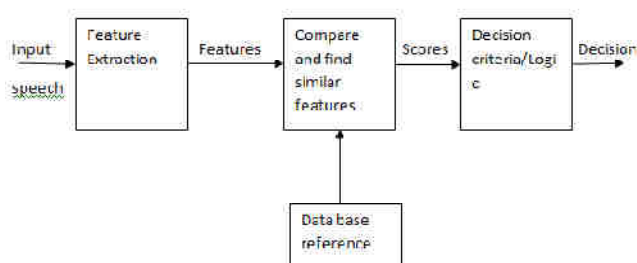 Input
speech
Feature
Extraction
Features
Compare
and find
similar
features
Scores
Decision
criteria/Logi
c
Decision
Data base
reference